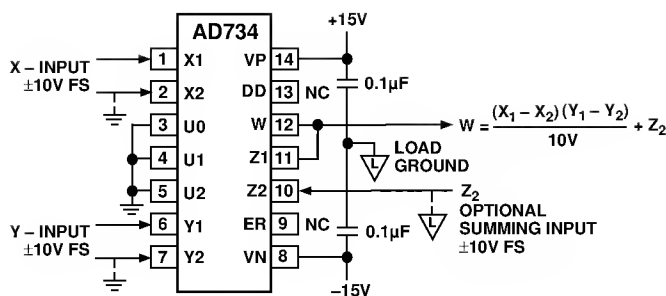 AD734
+15V
X – INPUT
±10V FS
1 X1
2 X2
3 U0
4 U1
5 U2
6 Y1
7 Y2
Y – INPUT
±10V FS
VP 14
DD 13 NC
W 12
Z1 11
Z2 10
ER 9 NC
VN 8
0.1µF
L LOAD
GROUND
W = (X1 – X2) (Y1 – Y2) / 10V + Z2
Z2
L OPTIONAL
SUMMING INPUT
±10V FS
0.1µF
–15V